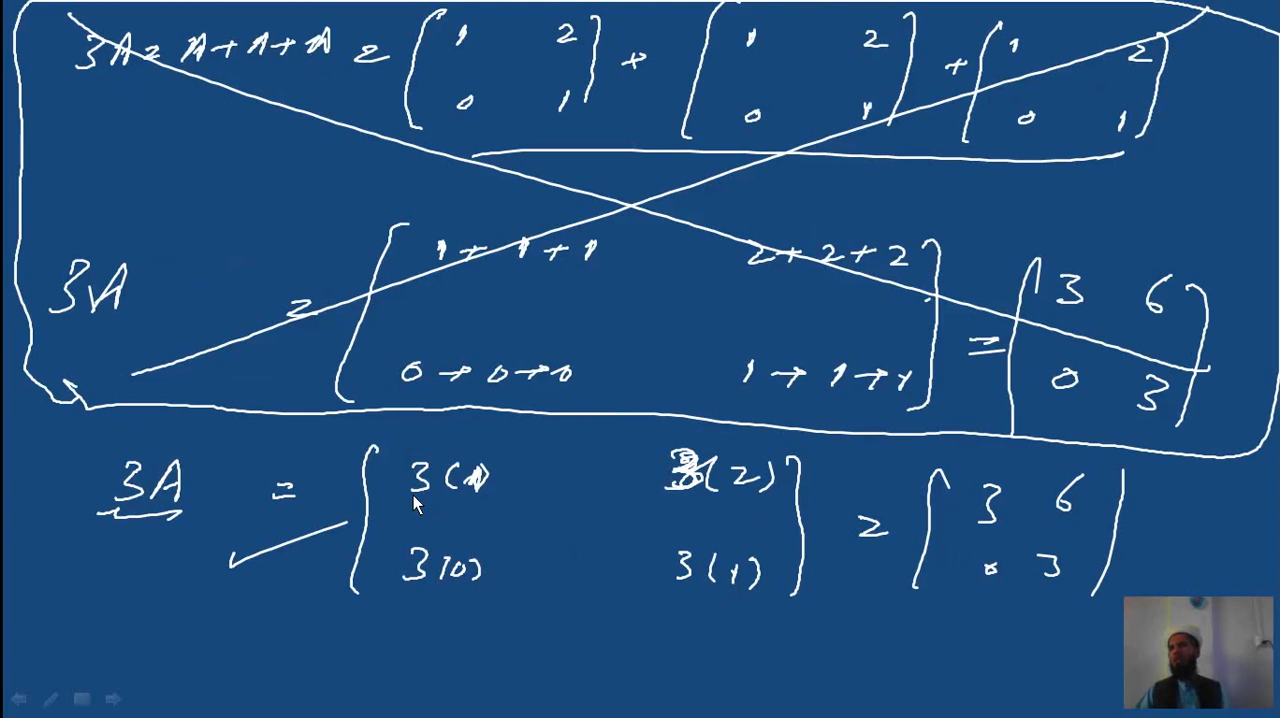 3A = A + A + A = [1 2 0 1] + [1 2 0 1] + [1 2 0 1]
3A = [1 + 1 + 1 2 + 2 + 2
0 + 0 + 0 1 + 1 + 1] = [3 6 0 3]
3A = [3(1) 3(2)
3(0) 3(1)] = [3 6 0 3]